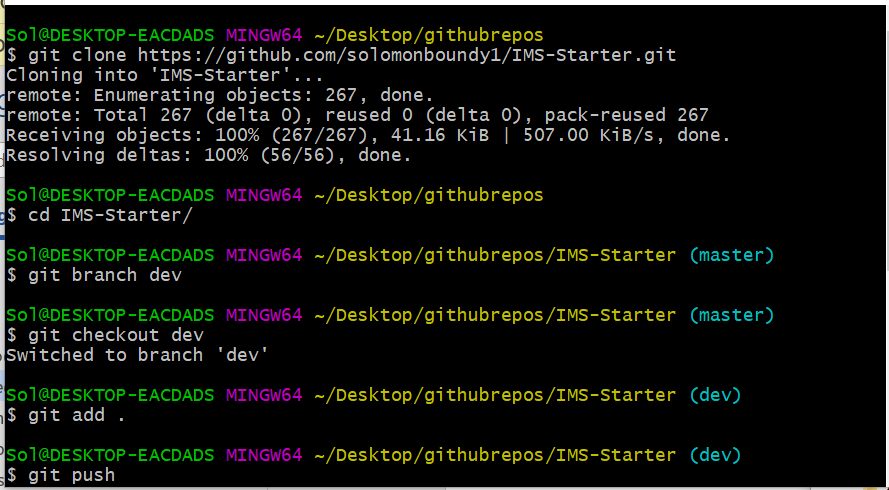 Sol@DESKTOP-EACDADS MINGW64 ~/Desktop/githubrepos
$ git clone https://github.com/solomonboundy1/IMS-Starter.git
Cloning into 'IMS-Starter'...
remote: Enumerating objects: 267, done.
remote: Total 267 (delta 0), reused 0 (delta 0), pack-reused 267
Receiving objects: 100% (267/267), 41.16 KiB | 507.00 KiB/s, done.
Resolving deltas: 100% (56/56), done.
Sol@DESKTOP-EACDADS MINGW64 ~/Desktop/githubrepos
$ cd IMS-Starter/
Sol@DESKTOP-EACDADS MINGW64 ~/Desktop/githubrepos/IMS-Starter (master)
$ git branch dev
Sol@DESKTOP-EACDADS MINGW64 ~/Desktop/githubrepos/IMS-Starter (master)
$ git checkout dev
Switched to branch 'dev'
Sol@DESKTOP-EACDADS MINGW64 ~/Desktop/githubrepos/IMS-Starter (dev)
$ git add .
Sol@DESKTOP-EACDADS MINGW64 ~/Desktop/githubrepos/IMS-Starter (dev)
$ git push